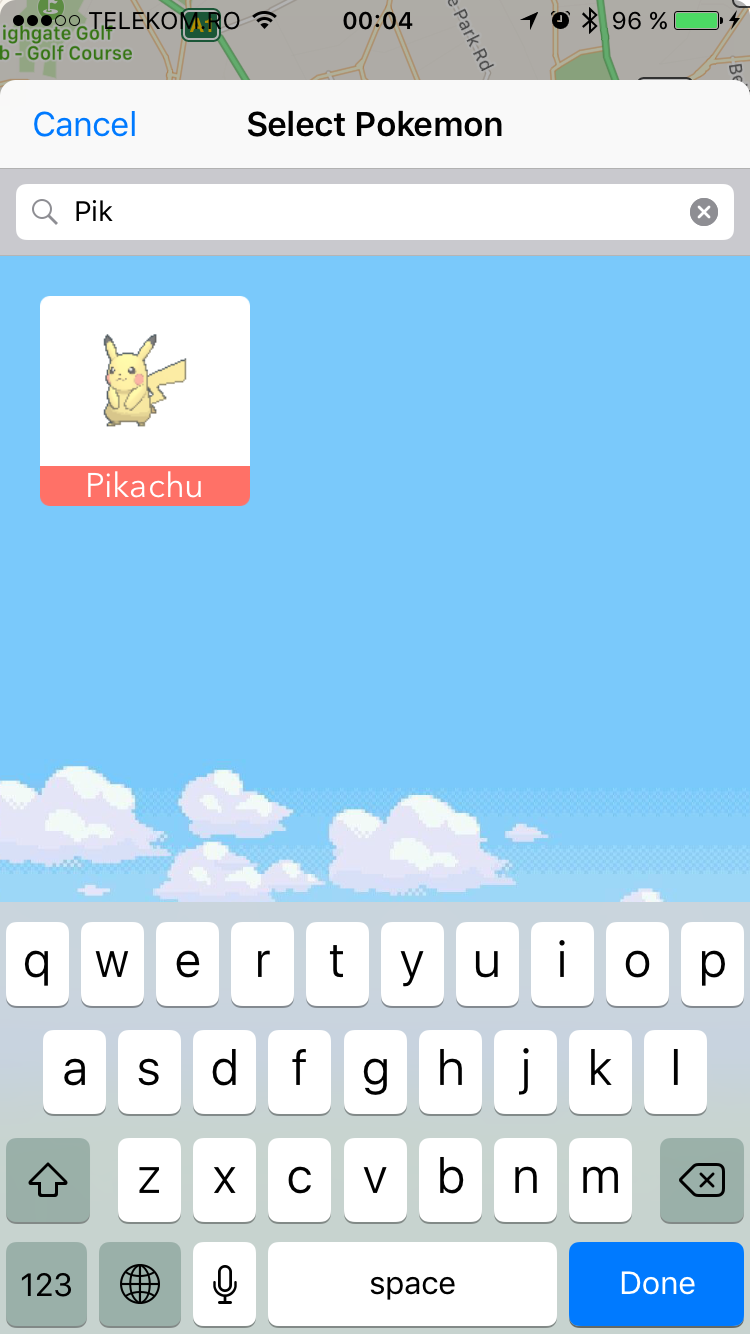 TELEKOM.RO 00:04 96 %
A1
ighgate Golf
b - Golf Course
e Park Rd
Be
Cancel Select Pokemon
Pik
Pikachu
q w e r t y u i o p
a s d f g h j k l
z x c v b n m
123 space Done